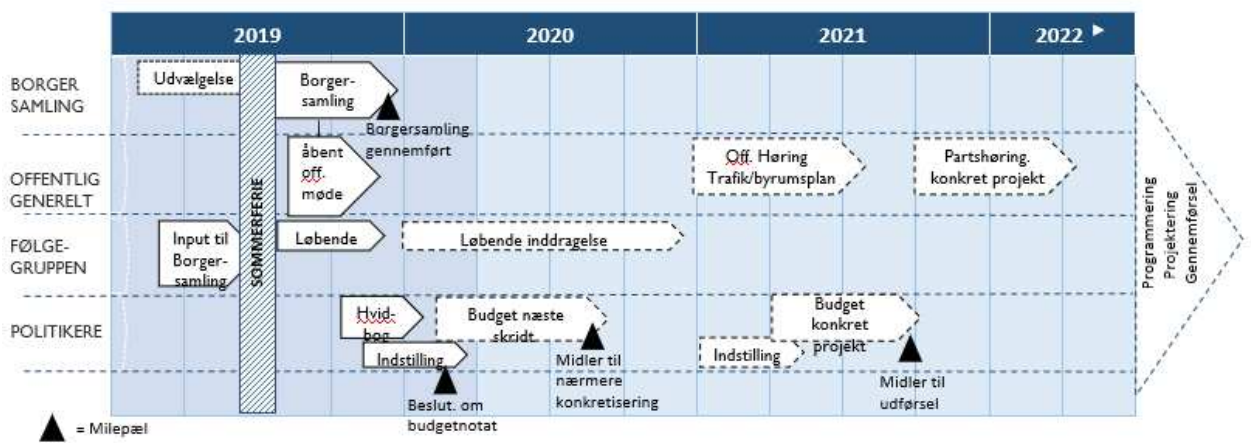 2019 2020 2021 2022
BORGER
SAMLING
Udvælgelse
Borger-
samling
Borgersamling
gennemført
SOMMERFERIE
OFFENTLIG
GENERELT
åbent
off.
møde
Off. Høring
Trafik/byrumsplan
Partshøring.
konkret projekt
FØLGE-
GRUPPEN
Input til
Borger-
samling
Løbende
Løbende inddragelse
POLITIKERE
Hvid-
bog
Indstilling
Beslut. om
budgetnotat
Budget næste
skridt
Midler til
nærmere
konkretisering
Indstilling
Budget
konkret
projekt
Midler til
udførsel
Programmering
Projektering
Gennemførsel
= Milepæl